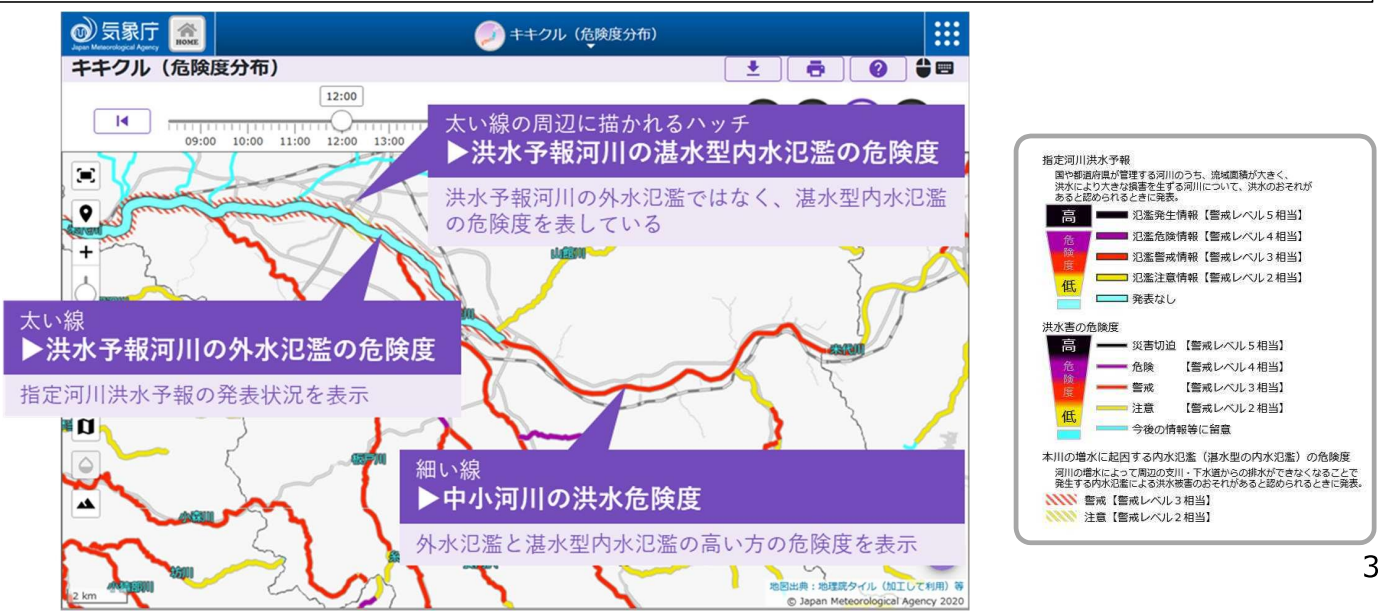 気象庁
Japan Meteorological Agency
HOME
キキクル（危険度分布）
キキクル（危険度分布）
12:00
09:00 10:00 11:00 12:00 13:00
太い線の周辺に描かれるハッチ
▶洪水予報河川の湛水型内水氾濫の危険度
洪水予報河川の外水氾濫ではなく、湛水型内水氾濫
の危険度を表している
太い線
▶洪水予報河川の外水氾濫の危険度
指定河川洪水予報の発表状況を表示
米代川
細い線
▶中小河川の洪水危険度
外水氾濫と湛水型内水氾濫の高い方の危険度を表示
小森川
坊川
2 km
地図出典：地理院タイル（加工して利用）等
© Japan Meteorological Agency 2020
指定河川洪水予報
国や都道府県が管理する河川のうち、流域面積が大きく、
洪水により大きな損害を生ずる河川について、洪水のおそれが
あると認められるときに発表。
高 氾濫発生情報【警戒レベル５相当】
危険度
氾濫危険情報【警戒レベル４相当】
氾濫警戒情報【警戒レベル３相当】
低 氾濫注意情報【警戒レベル２相当】
発表なし
洪水害の危険度
高 災害切迫 【警戒レベル５相当】
危険度
危険 【警戒レベル４相当】
警戒 【警戒レベル３相当】
低 注意 【警戒レベル２相当】
今後の情報等に留意
本川の増水に起因する内水氾濫（湛水型の内水氾濫）の危険度
河川の増水によって周辺の支川・下水道からの排水ができなくなることで
発生する内水氾濫による洪水被害のおそれがあると認められるときに発表。
警戒【警戒レベル３相当】
注意【警戒レベル２相当】
3